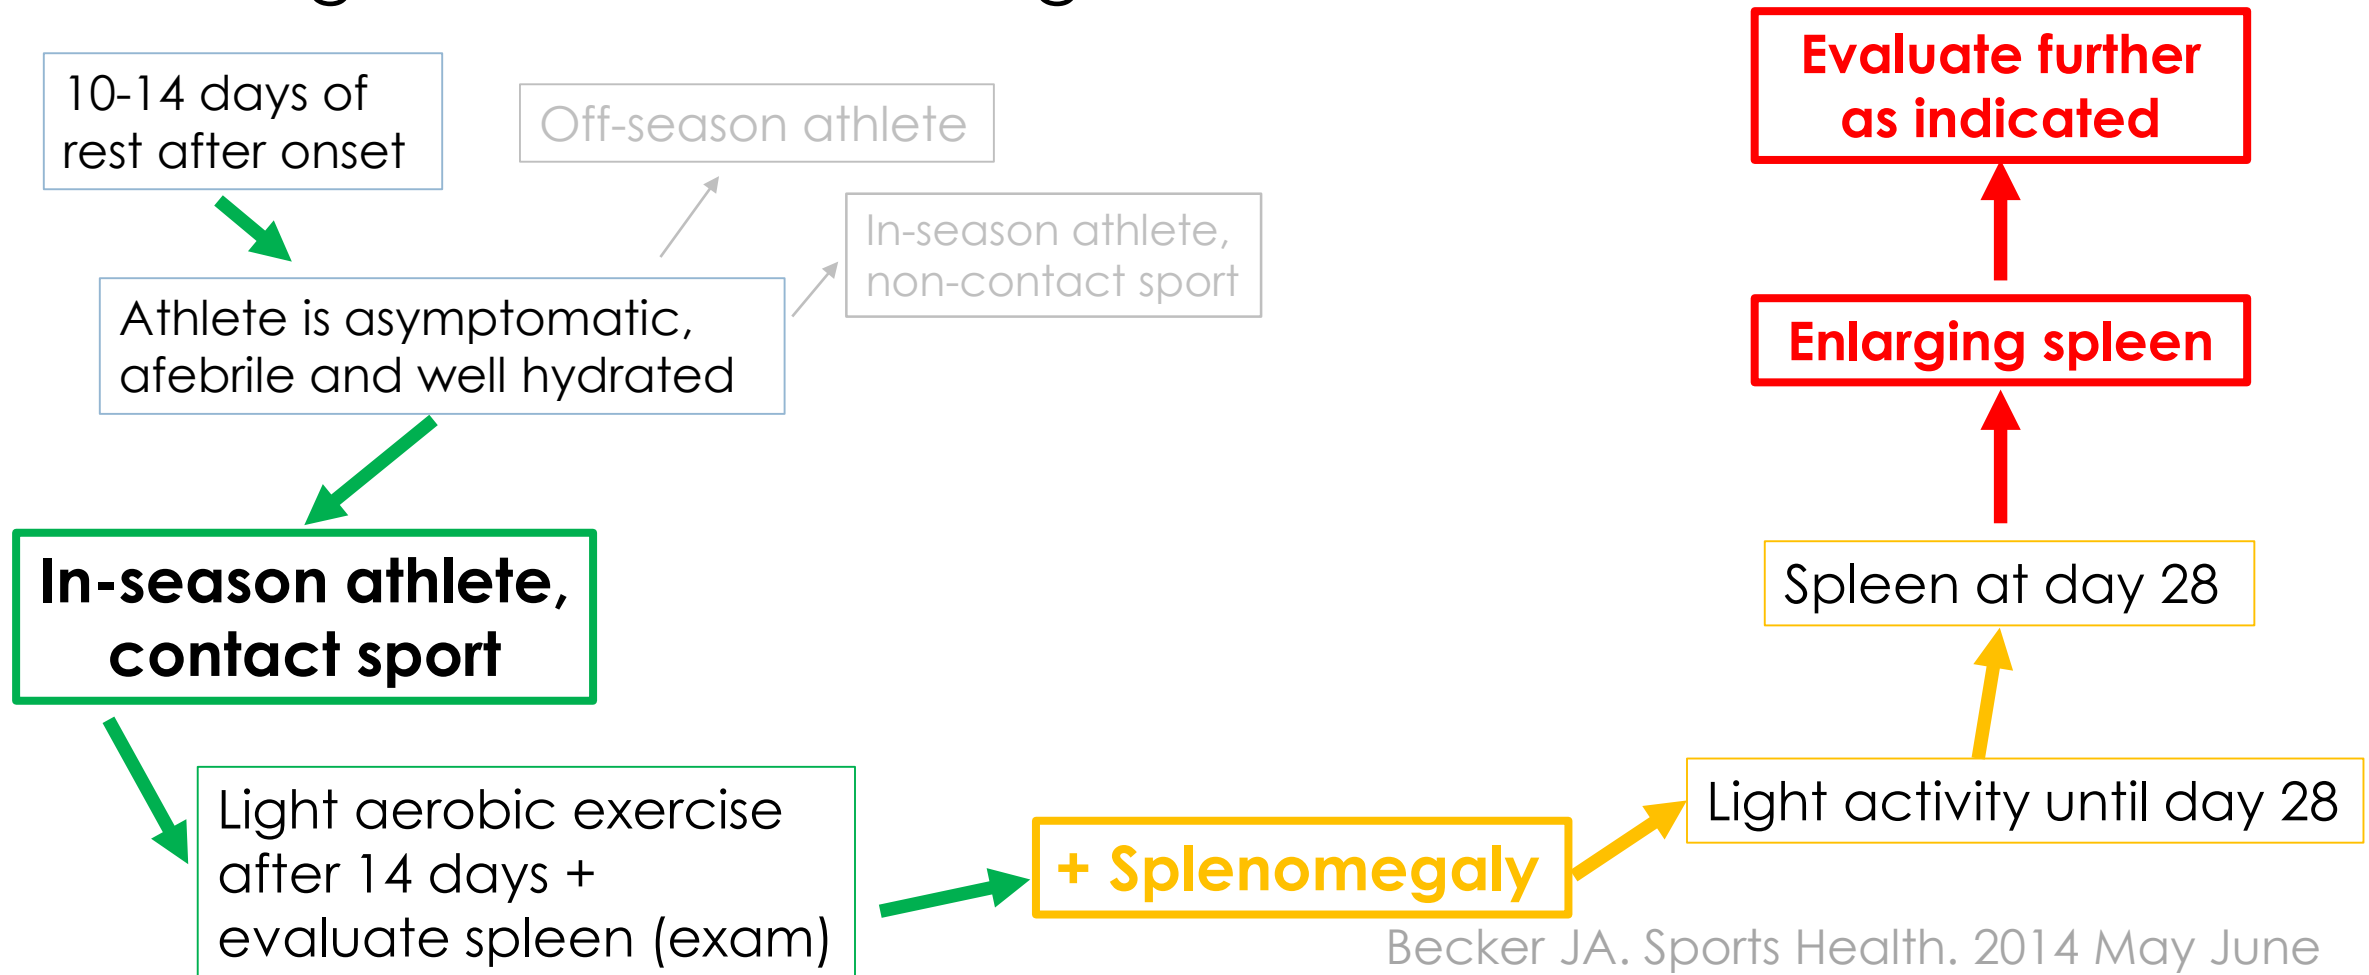 10-14 days of
rest after onset
Off-season athlete
In-season athlete,
non-contact sport
Athlete is asymptomatic,
afebrile and well hydrated
In-season athlete,
contact sport
Light aerobic exercise
after 14 days +
evaluate spleen (exam)
+ Splenomegaly
Light activity until day 28
Spleen at day 28
Enlarging spleen
Evaluate further
as indicated
Becker JA. Sports Health. 2014 May June